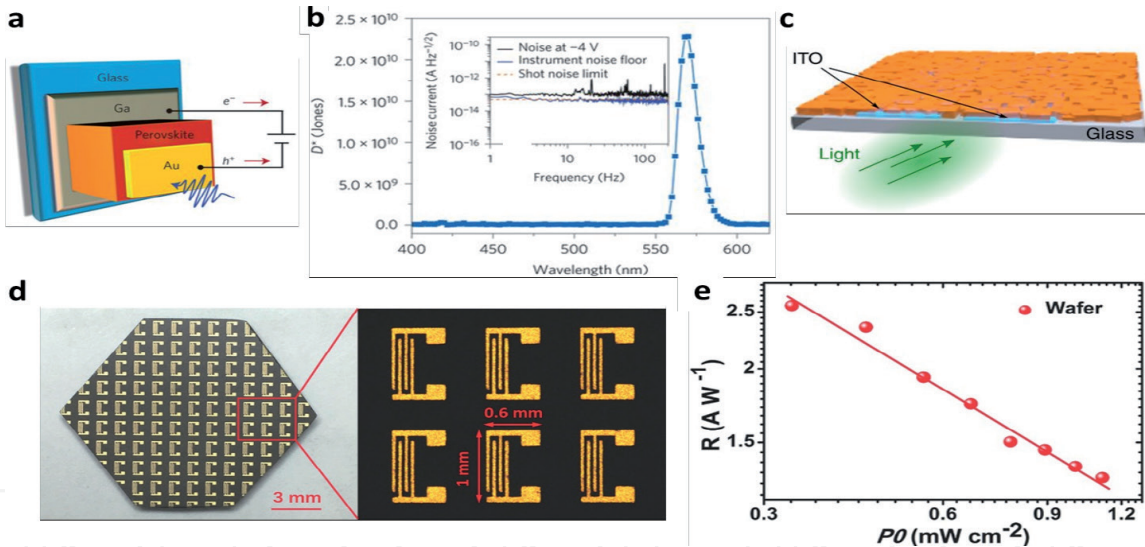 a
Glass
Ga
e⁻
Perovskite
Au
h⁺
b
2.5 × 10¹⁰
2.0 × 10¹⁰
1.5 × 10¹⁰
1.0 × 10¹⁰
5.0 × 10⁹
0.0
D* (Jones)
400
450
500
550
600
Wavelength (nm)
10⁻¹⁰
10⁻¹²
10⁻¹³
10⁻¹⁴
10⁻¹⁶
Noise current (A Hz⁻¹/²)
Noise at −4 V
Instrument noise floor
Shot noise limit
1
10
100
Frequency (Hz)
c
ITO
Glass
Light
d
3 mm
0.6 mm
1 mm
e
Wafer
2.5
2
1.5
R (A W⁻¹)
0.3
0.6
0.9
1.2
P0 (mW cm⁻²)